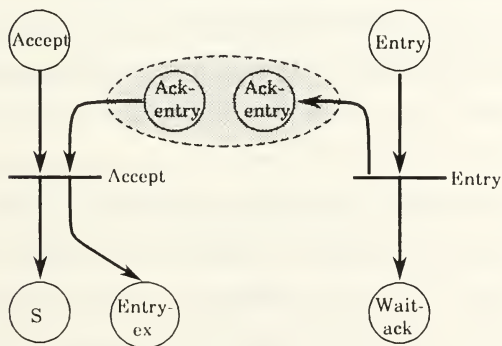 Accept
Entry
Ack-
entry
Ack-
entry
Accept
Entry
S
Entry-
ex
Wait-
ack